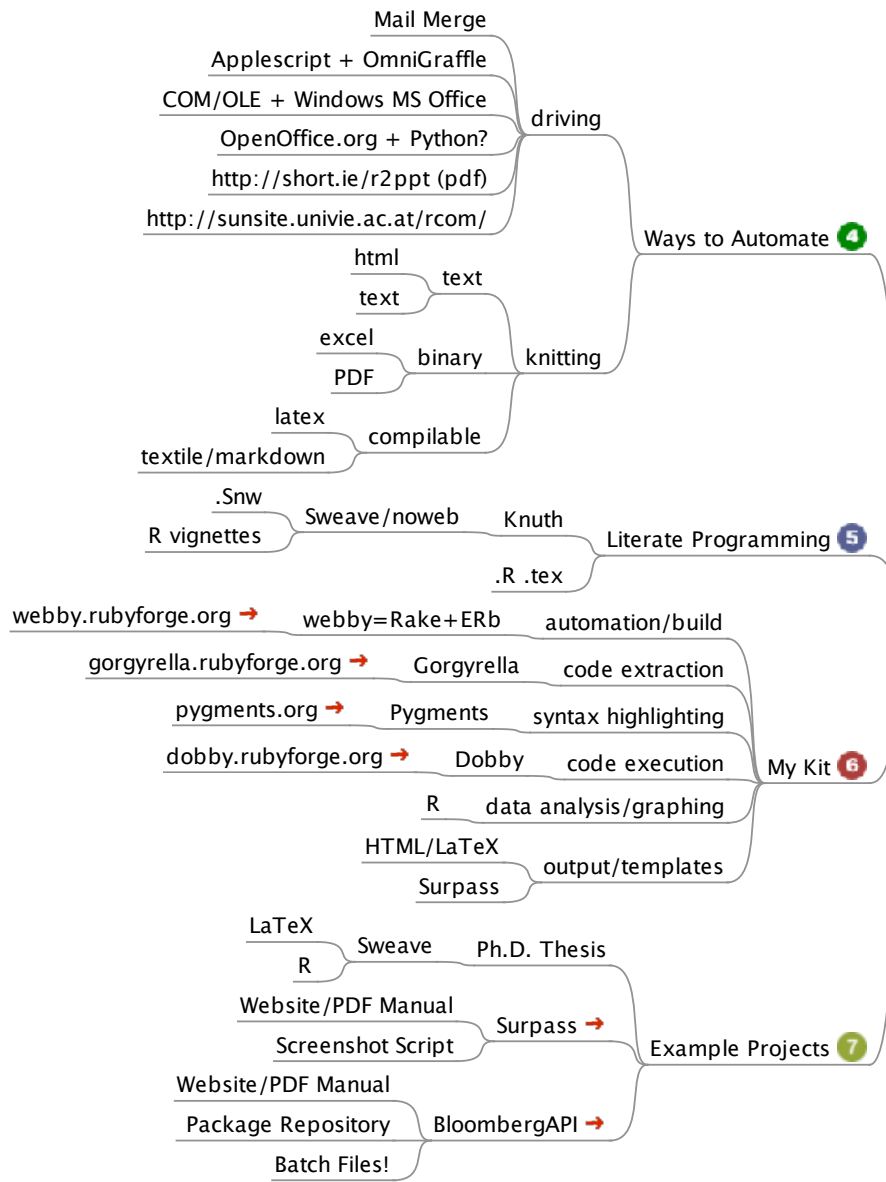 Mail Merge
Applescript + OmniGraffle
COM/OLE + Windows MS Office
driving
OpenOffice.org + Python?
http://short.ie/r2ppt (pdf)
http://sunsite.univie.ac.at/rcom/
Ways to Automate 4
html
text
text
excel
binary
knitting
PDF
latex
compilable
textile/markdown
.Snw
Sweave/noweb
Knuth
R vignettes
Literate Programming 5
.R .tex
webby.rubyforge.org
webby=Rake+ERb
automation/build
gorgyrella.rubyforge.org
Gorgyrella
code extraction
pygments.org
Pygments
syntax highlighting
dobby.rubyforge.org
Dobby
code execution
My Kit 6
R
data analysis/graphing
HTML/LaTeX
output/templates
Surpass
LaTeX
Sweave
Ph.D. Thesis
R
Website/PDF Manual
Surpass
Screenshot Script
Example Projects 7
Website/PDF Manual
Package Repository
BloombergAPI
Batch Files!